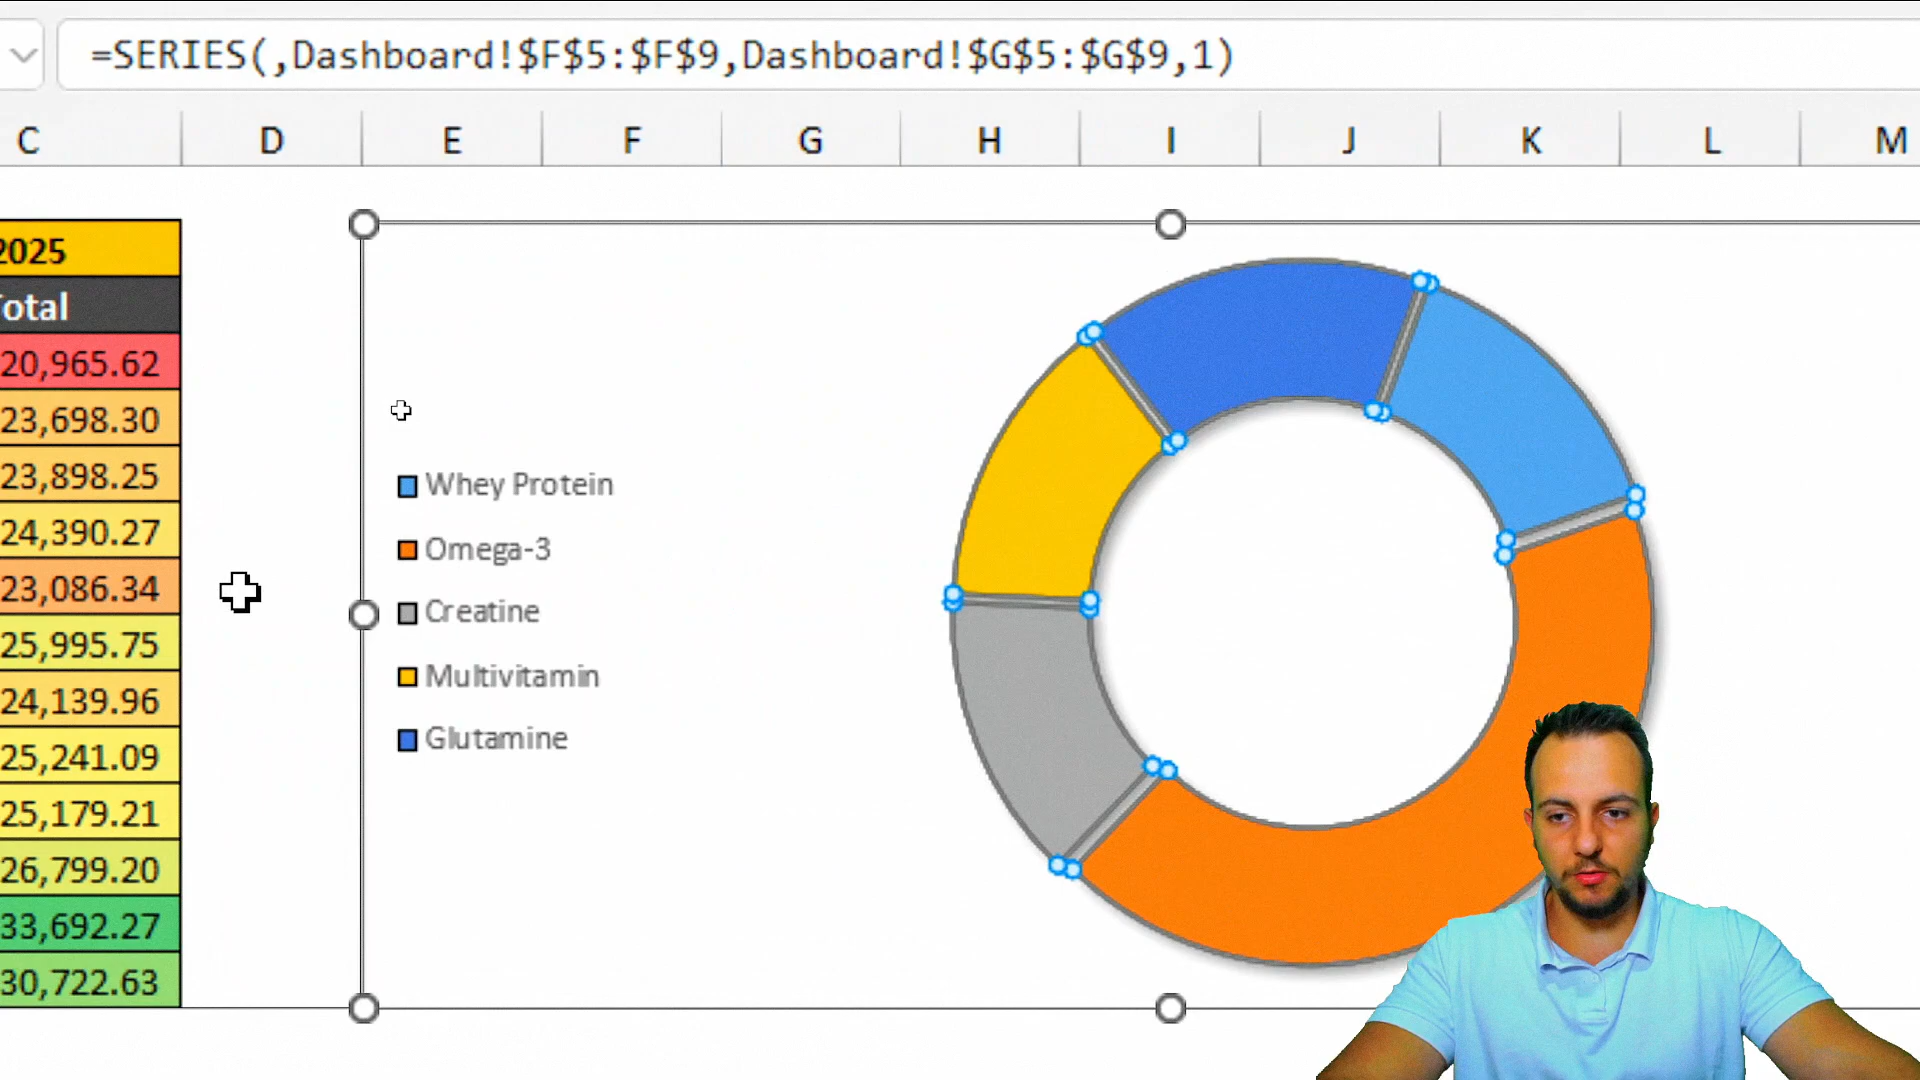 =SERIES(,Dashboard!$F$5:$F$9,Dashboard!$G$5:$G$9,1)
C D E F G H I J K L M
2025
otal
20,965.62
23,698.30
23,898.25
24,390.27
23,086.34
25,995.75
24,139.96
25,241.09
25,179.21
26,799.20
33,692.27
30,722.63
Whey Protein
Omega-3
Creatine
Multivitamin
Glutamine